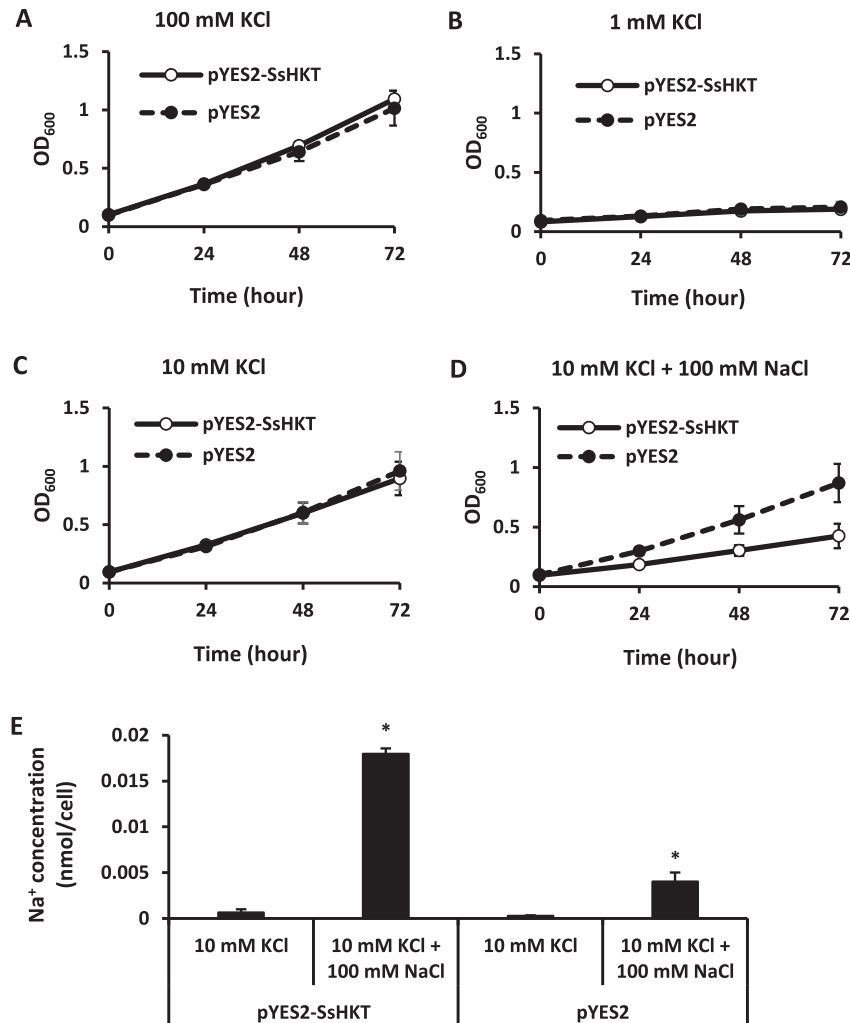 A
100 mM KCl
1.5
1
0.5
0
OD600
pYES2-SsHKT
pYES2
0 24 48 72
Time (hour)
B
1 mM KCl
1.5
1
0.5
0
OD600
pYES2-SsHKT
pYES2
0 24 48 72
Time (hour)
C
10 mM KCl
1.5
1
0.5
0
OD600
pYES2-SsHKT
pYES2
0 24 48 72
Time (hour)
D
10 mM KCl + 100 mM NaCl
1.5
1
0.5
0
OD600
pYES2-SsHKT
pYES2
0 24 48 72
Time (hour)
E
Na+ concentration
(nmol/cell)
0.02
0.015
0.01
0.005
0
*
*
10 mM KCl
10 mM KCl +
100 mM NaCl
10 mM KCl
10 mM KCl +
100 mM NaCl
pYES2-SsHKT
pYES2